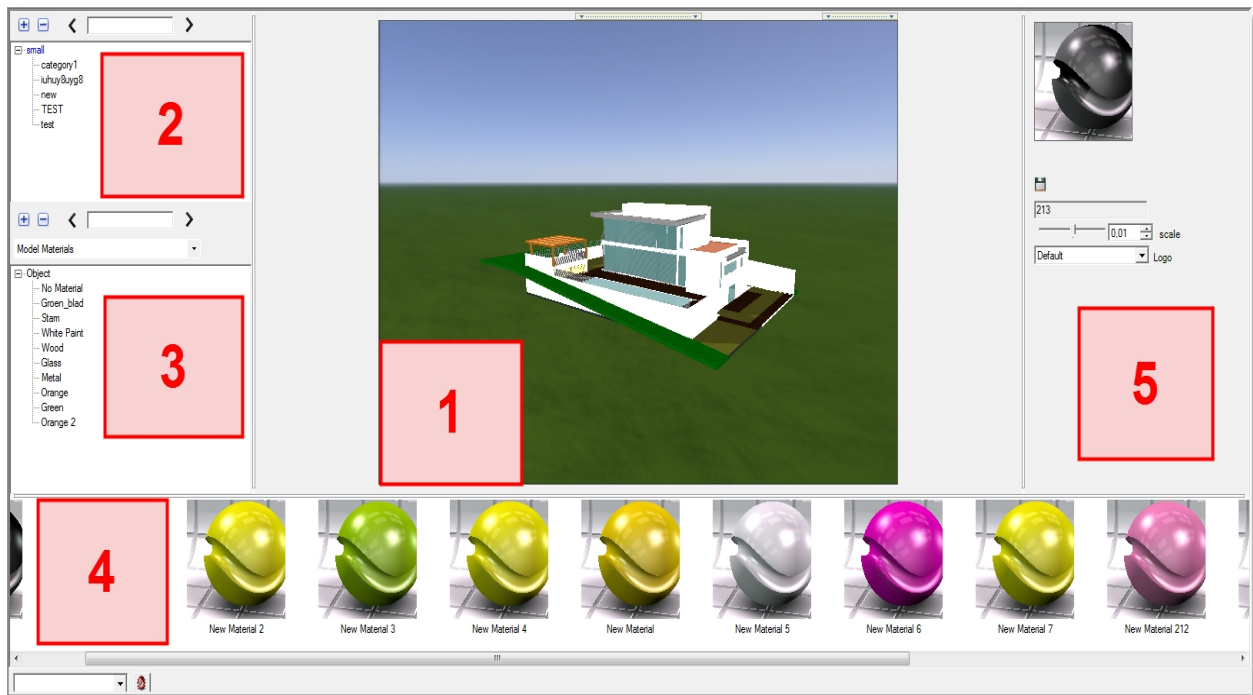 small
category1
iuhuy8uyg8
new
TEST
test
2
Model Materials
Object
No Material
Groen_blad
Stam
White Paint
Wood
Glass
Metal
Orange
Green
Orange 2
3
1
213
0,01 scale
Default Logo
5
4
New Material 2 New Material 3 New Material 4 New Material New Material 5 New Material 6 New Material 7 New Material 212